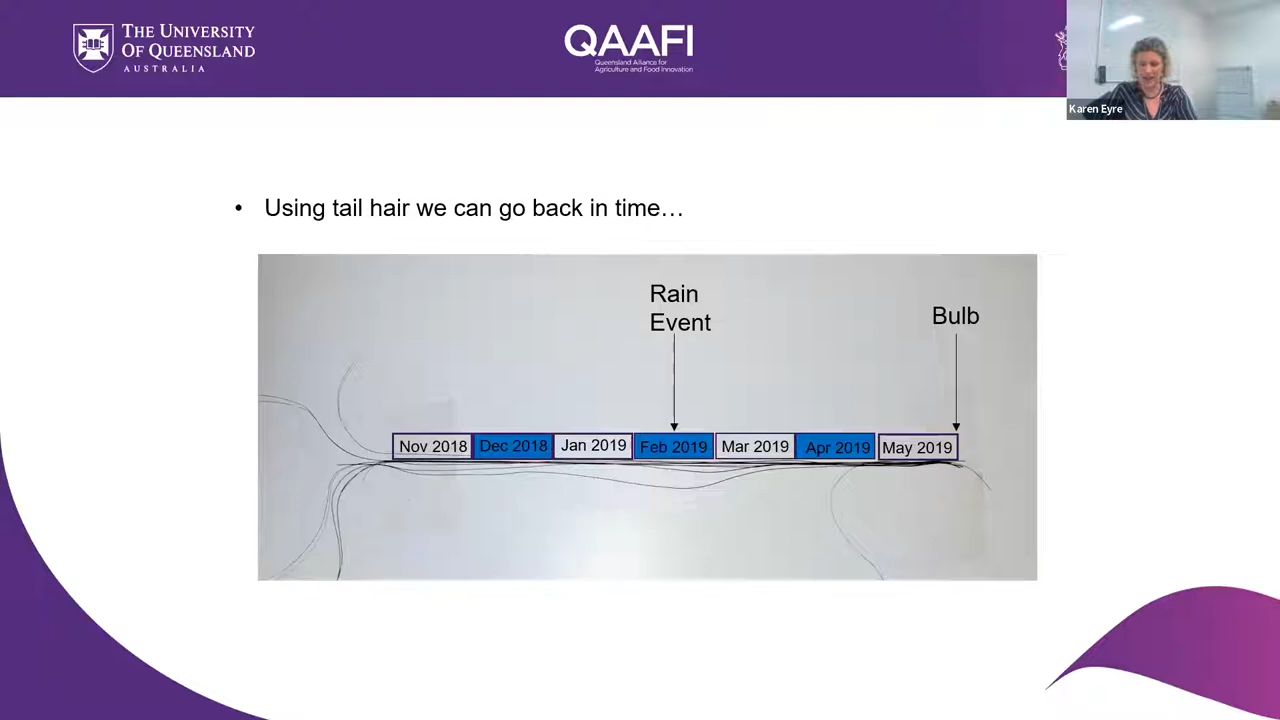 THE UNIVERSITY
OF QUEENSLAND
AUSTRALIA
QAAFI
Queensland Alliance for
Agriculture and Food Innovation
Karen Eyre
• Using tail hair we can go back in time…
Rain
Event
Bulb
Nov 2018 Dec 2018 Jan 2019 Feb 2019 Mar 2019 Apr 2019 May 2019